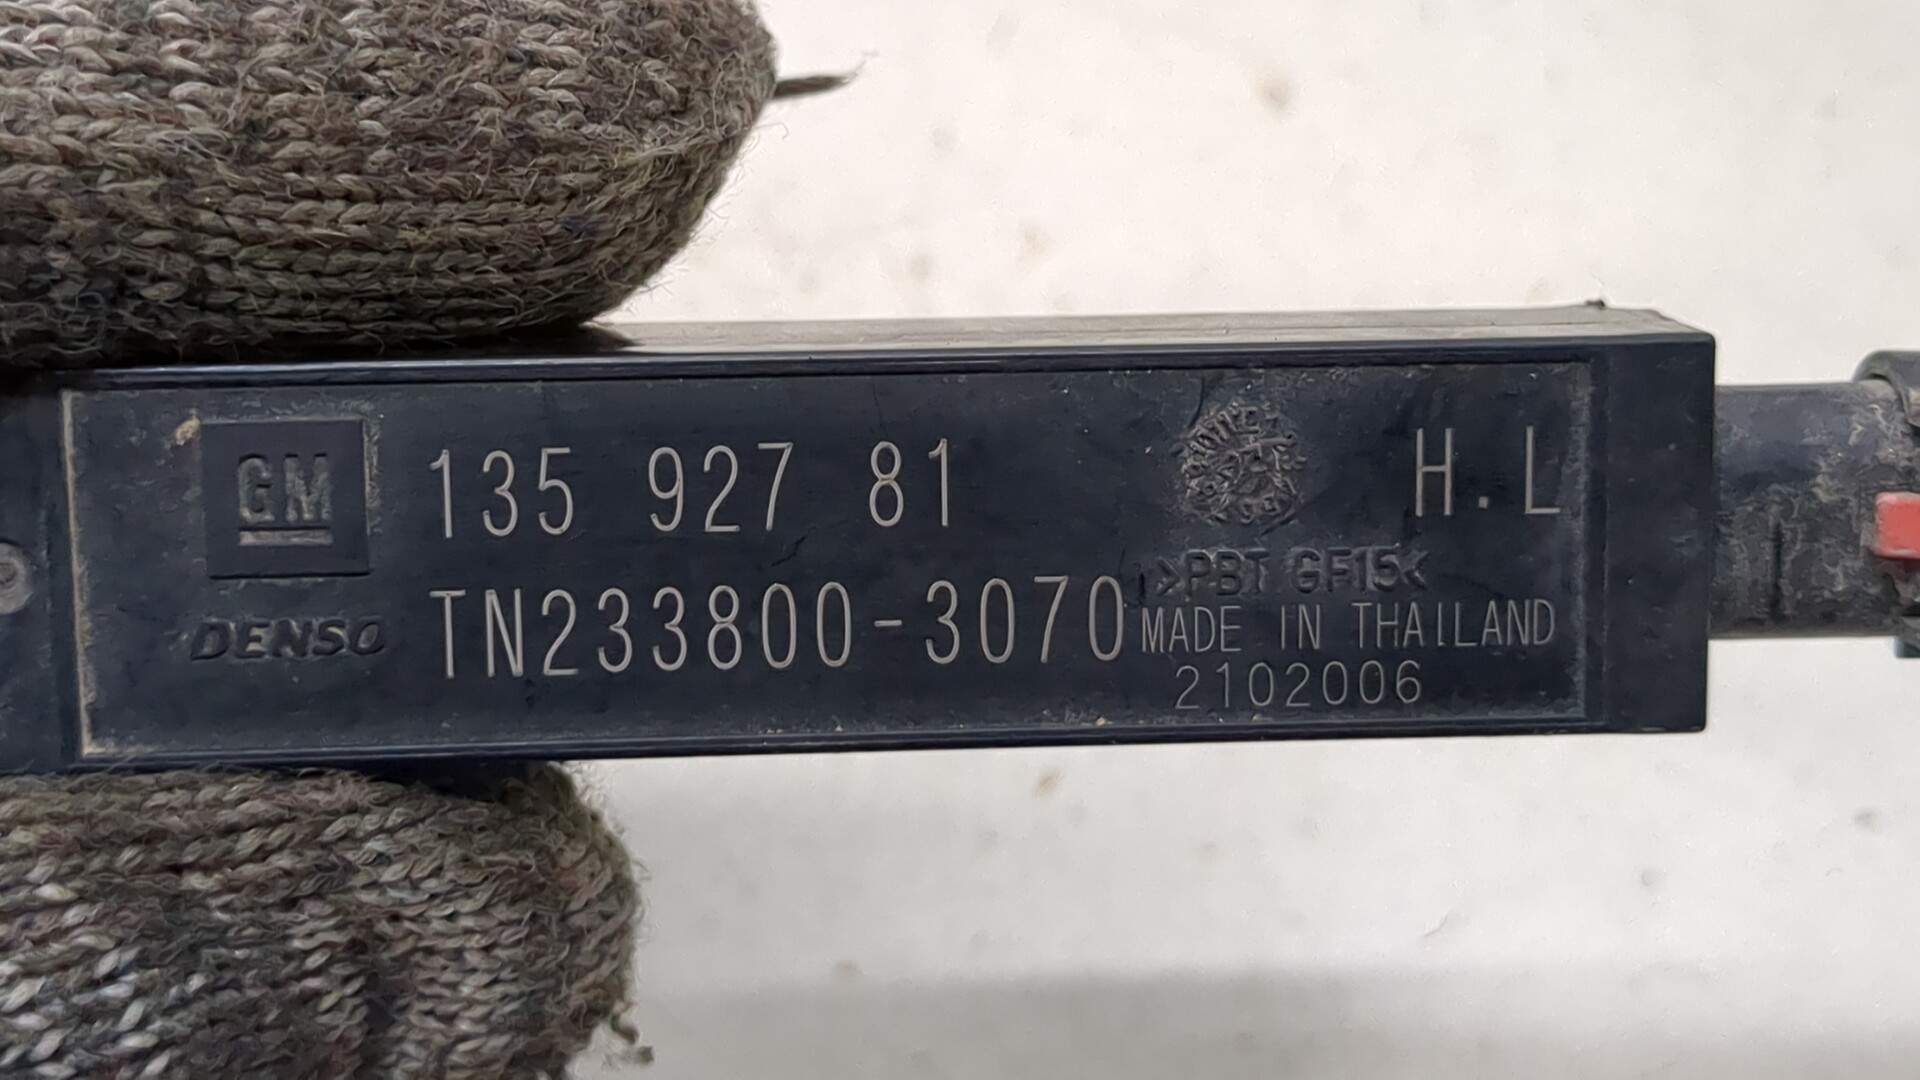 GM 135 927 81 H.L
>PBT GF15<
DENSO TN233800-3070 MADE IN THAILAND
2102006